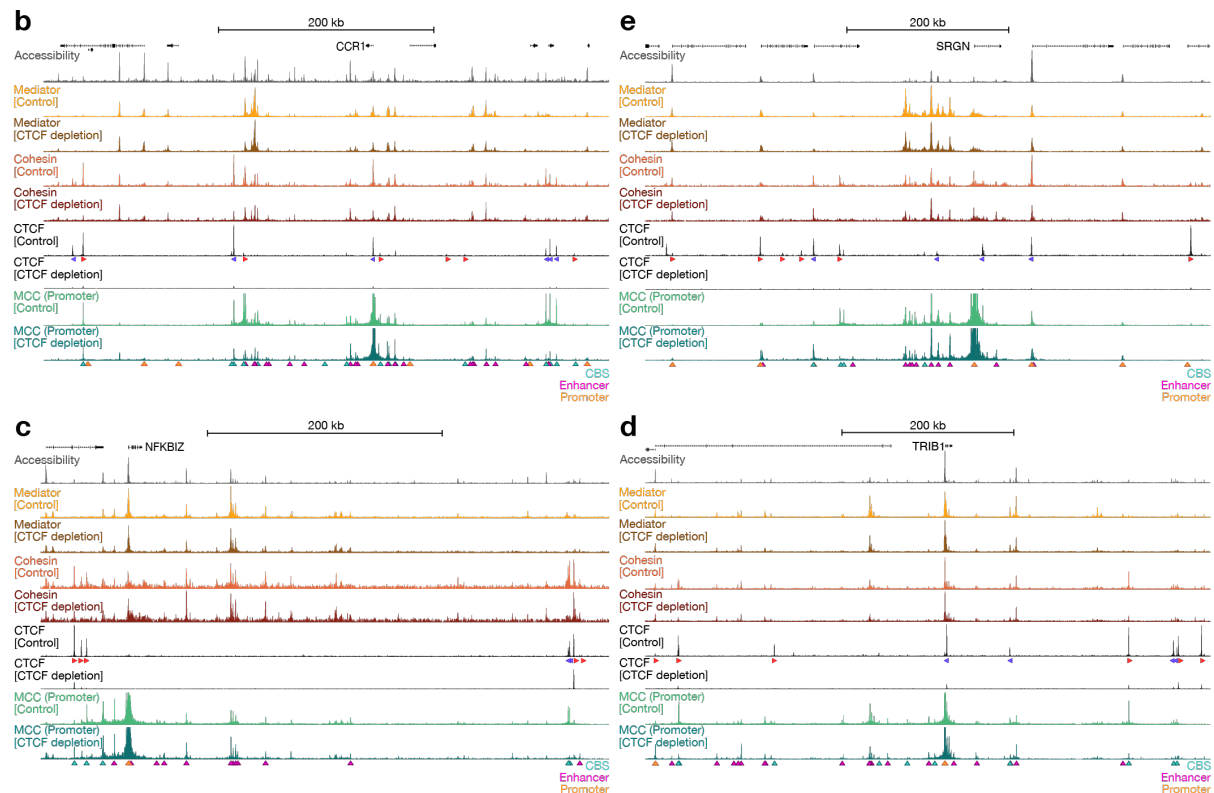 b
200 kb
CCR1
Accessibility
Mediator
[Control]
Mediator
[CTCF depletion]
Cohesin
[Control]
Cohesin
[CTCF depletion]
CTCF
[Control]
CTCF
[CTCF depletion]
MCC (Promoter)
[Control]
MCC (Promoter)
[CTCF depletion]
CBS
Enhancer
Promoter
e
200 kb
SRGN
Accessibility
Mediator
[Control]
Mediator
[CTCF depletion]
Cohesin
[Control]
Cohesin
[CTCF depletion]
CTCF
[Control]
CTCF
[CTCF depletion]
MCC (Promoter)
[Control]
MCC (Promoter)
[CTCF depletion]
CBS
Enhancer
Promoter
c
200 kb
NFKBIZ
Accessibility
Mediator
[Control]
Mediator
[CTCF depletion]
Cohesin
[Control]
Cohesin
[CTCF depletion]
CTCF
[Control]
CTCF
[CTCF depletion]
MCC (Promoter)
[Control]
MCC (Promoter)
[CTCF depletion]
CBS
Enhancer
Promoter
d
200 kb
TRIB1
Accessibility
Mediator
[Control]
Mediator
[CTCF depletion]
Cohesin
[Control]
Cohesin
[CTCF depletion]
CTCF
[Control]
CTCF
[CTCF depletion]
MCC (Promoter)
[Control]
MCC (Promoter)
[CTCF depletion]
CBS
Enhancer
Promoter